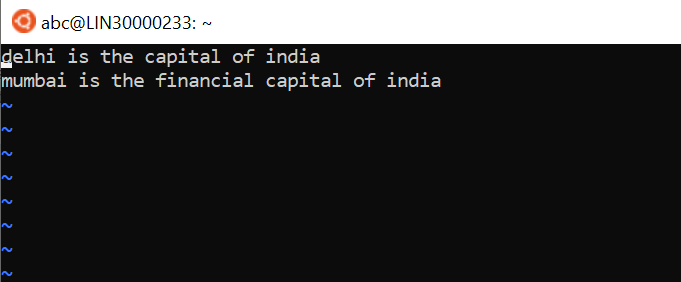 abc@LIN30000233: ~
delhi is the capital of india
mumbai is the financial capital of india
~
~
~
~
~
~
~
~